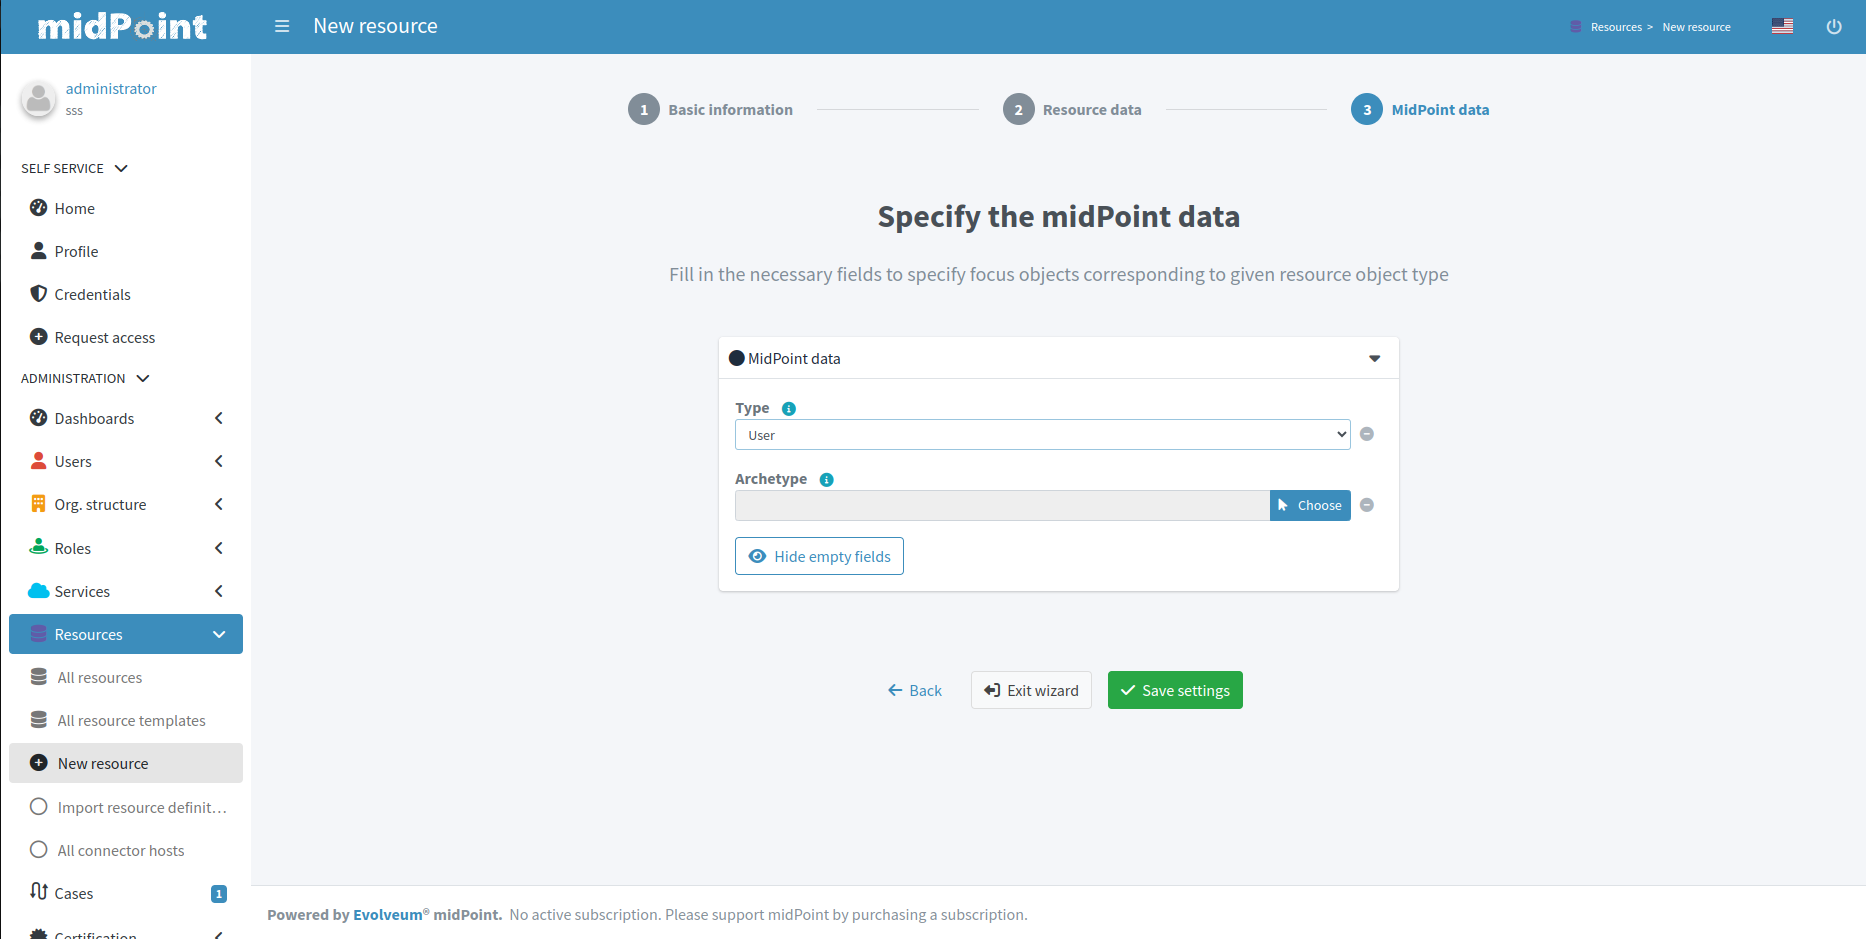 midPoint
New resource
Resources > New resource
administrator
sss
SELF SERVICE
Home
Profile
Credentials
Request access
ADMINISTRATION
Dashboards
Users
Org. structure
Roles
Services
Resources
All resources
All resource templates
New resource
Import resource definit...
All connector hosts
Cases 1
Certification
1 Basic information
2 Resource data
3 MidPoint data
Specify the midPoint data
Fill in the necessary fields to specify focus objects corresponding to given resource object type
MidPoint data
Type
User
Archetype
Choose
Hide empty fields
Back
Exit wizard
Save settings
Powered by Evolveum® midPoint. No active subscription. Please support midPoint by purchasing a subscription.